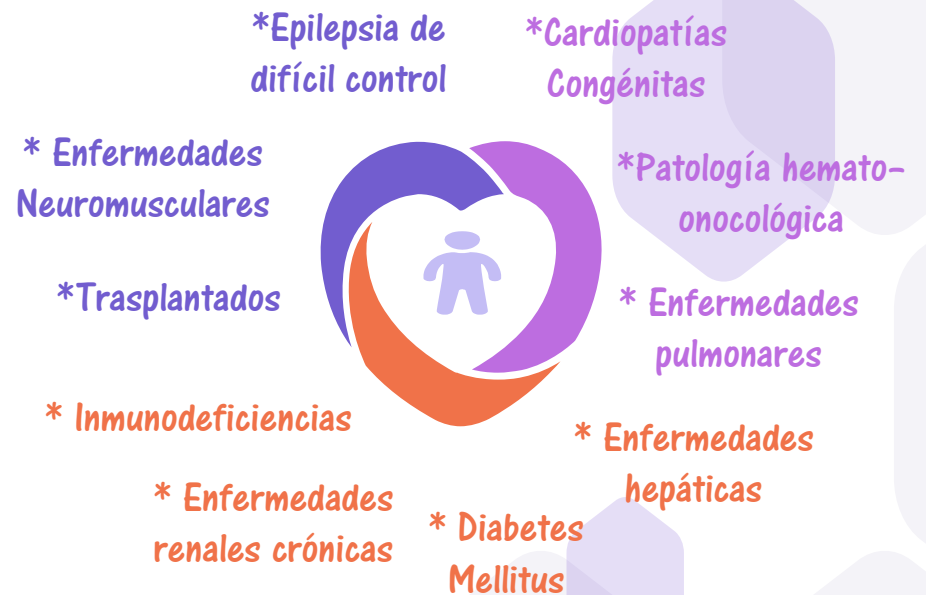 *Epilepsia de
difícil control
*Cardiopatías
Congénitas
* Enfermedades
Neuromusculares
*Patología hemato-
onocológica
*Trasplantados
* Enfermedades
pulmonares
* Inmunodeficiencias
* Enfermedades
hepáticas
* Enfermedades
renales crónicas
* Diabetes
Mellitus